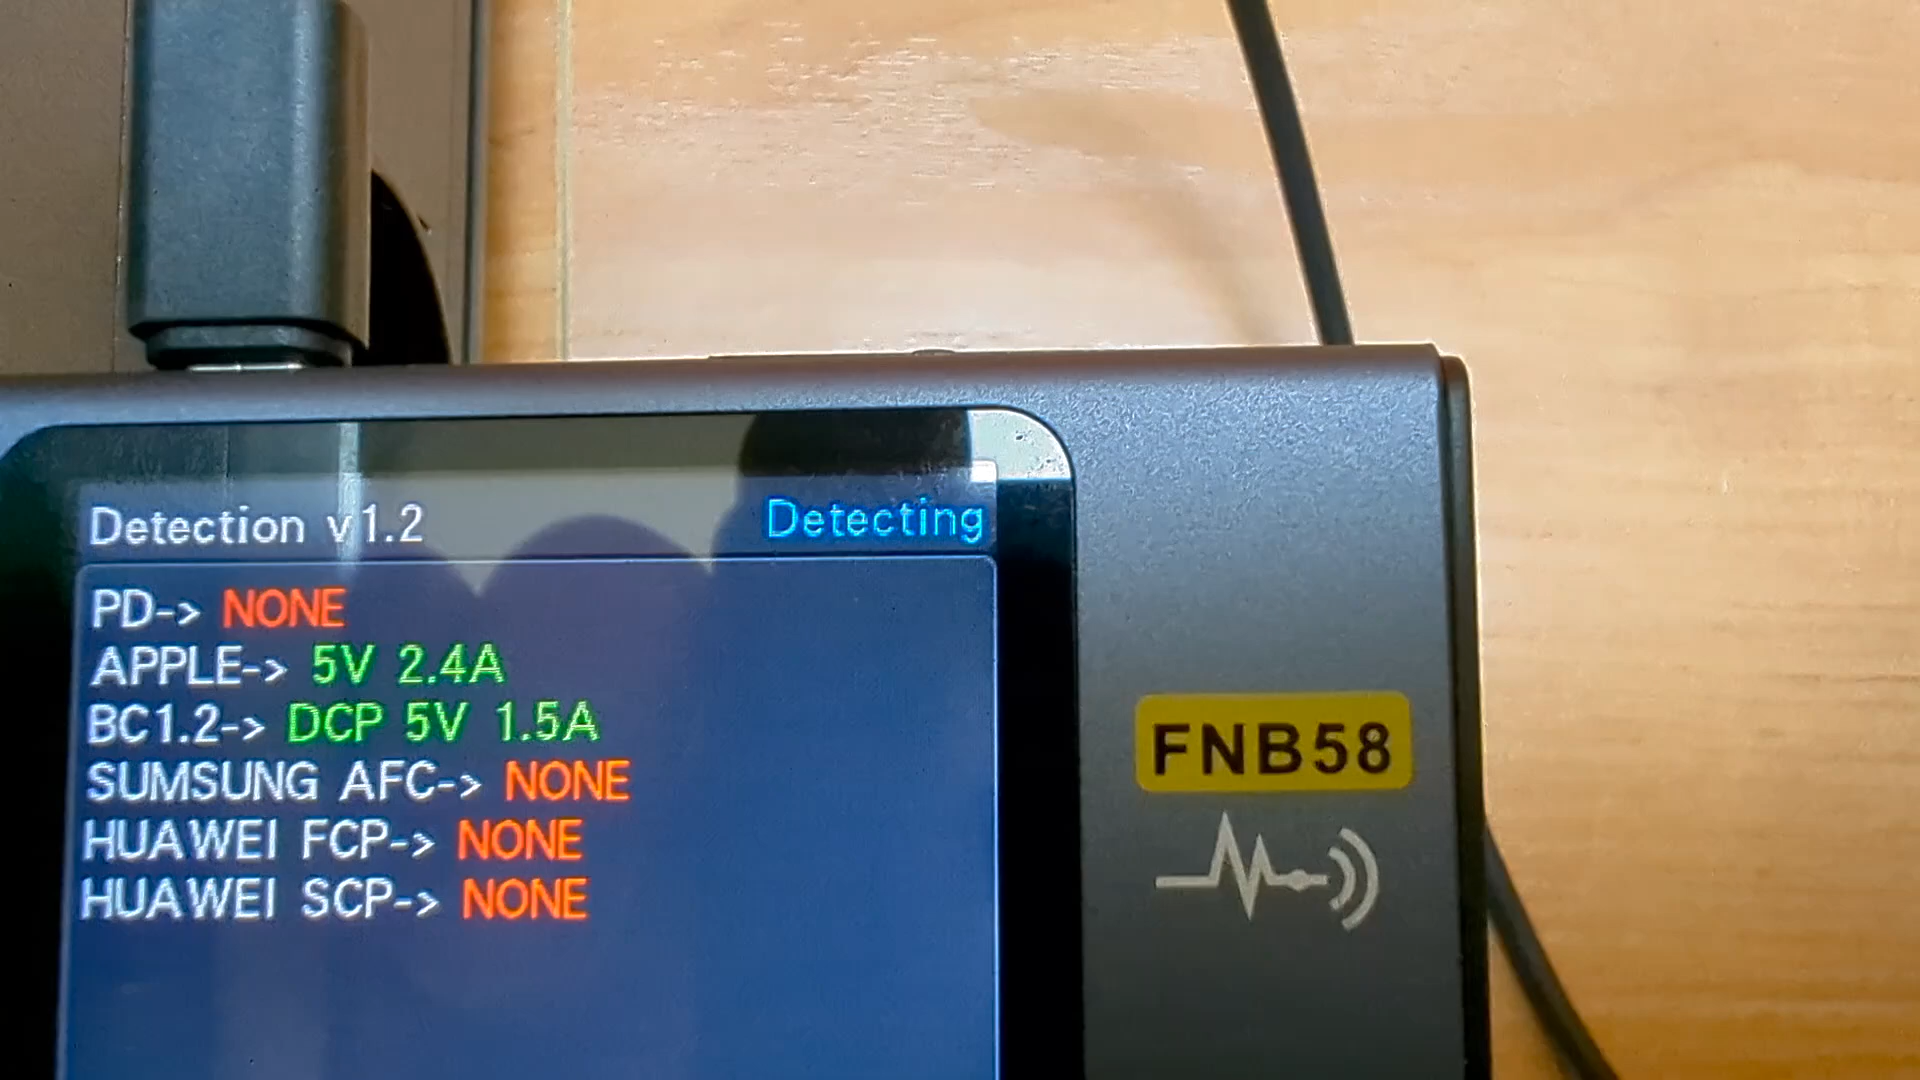 Detection v1.2 Detecting
PD-> NONE
APPLE-> 5V 2.4A
BC1.2-> DCP 5V 1.5A
SUMSUNG AFC-> NONE
HUAWEI FCP-> NONE
HUAWEI SCP-> NONE
FNB58